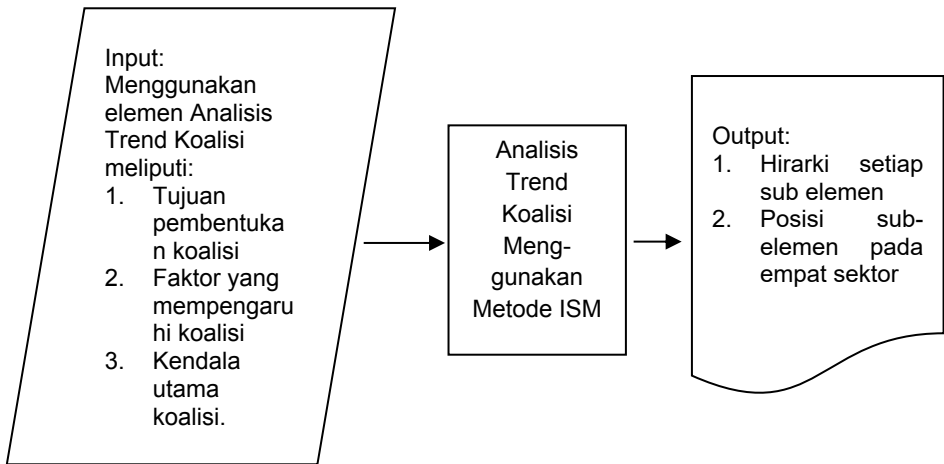 Input:
Menggunakan
elemen Analisis
Trend Koalisi
meliputi:
1. Tujuan
pembentuka
n koalisi
2. Faktor yang
mempengaru
hi koalisi
3. Kendala
utama
koalisi.
Analisis
Trend
Koalisi
Meng-
gunakan
Metode ISM
Output:
1. Hirarki setiap
sub elemen
2. Posisi sub-
elemen pada
empat sektor